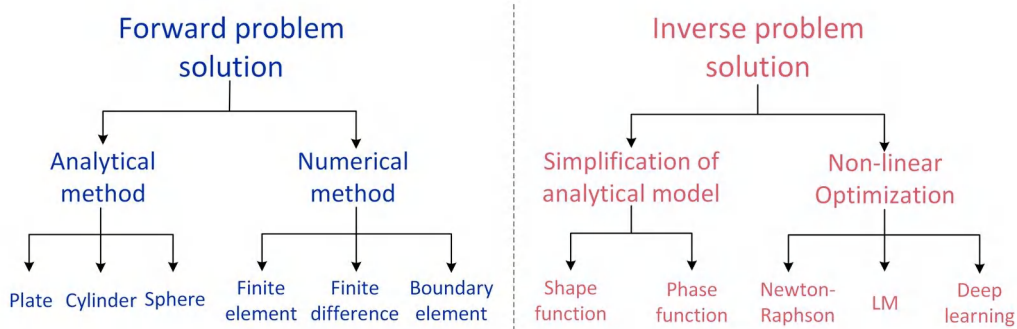 Forward problem
solution
Analytical
method
Numerical
method
Plate
Cylinder
Sphere
Finite
element
Finite
difference
Boundary
element
Inverse problem
solution
Simplification of
analytical model
Non-linear
Optimization
Shape
function
Phase
function
Newton-
Raphson
LM
Deep
learning